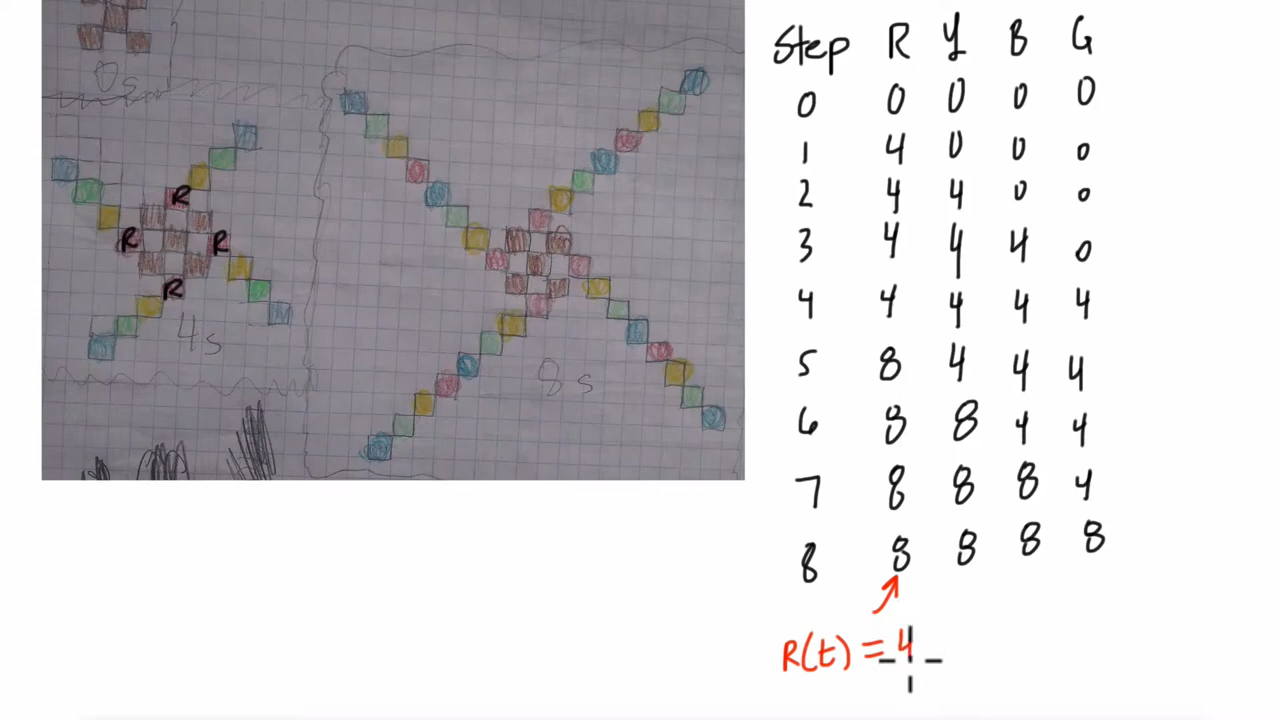 0s
R
R
R
R
4s
8s
Step R Y B G
0 0 0 0 0
1 4 0 0 0
2 4 4 0 0
3 4 4 4 0
4 4 4 4 4
5 8 4 4 4
6 8 8 4 4
7 8 8 8 4
8 8 8 8 8
R(t) = 4